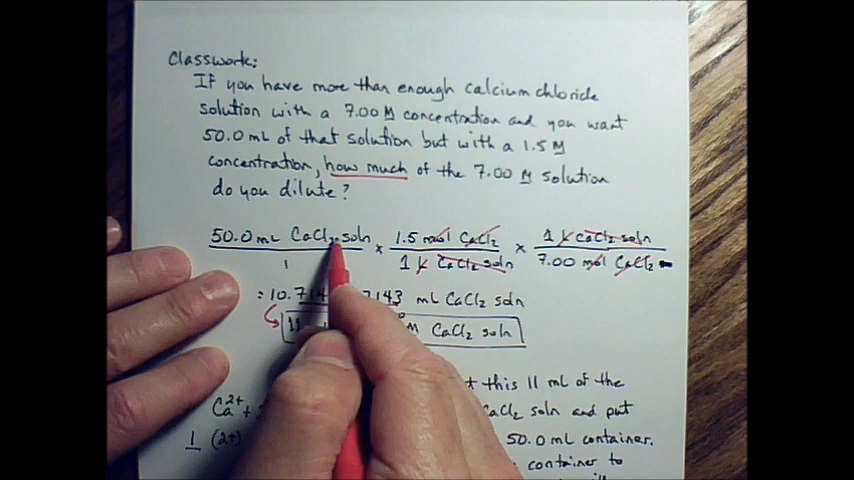 Classwork:
If you have more than enough calcium chloride
solution with a 7.00 M concentration and you want
50.0 mL of that solution but with a 1.5 M
concentration, how much of the 7.00 M solution
do you dilute?
50.0 mL CaCl2 soln × 1.5 mol CaCl2 × 1 L CaCl2 soln
1 1 L CaCl2 soln 7.00 mol CaCl2
= 10.714 7143 mL CaCl2 soln
11 M CaCl2 soln
this 11 mL of the
Ca2+ + CaCl2 soln and put
1 (2+) 50.0 mL container.
container to